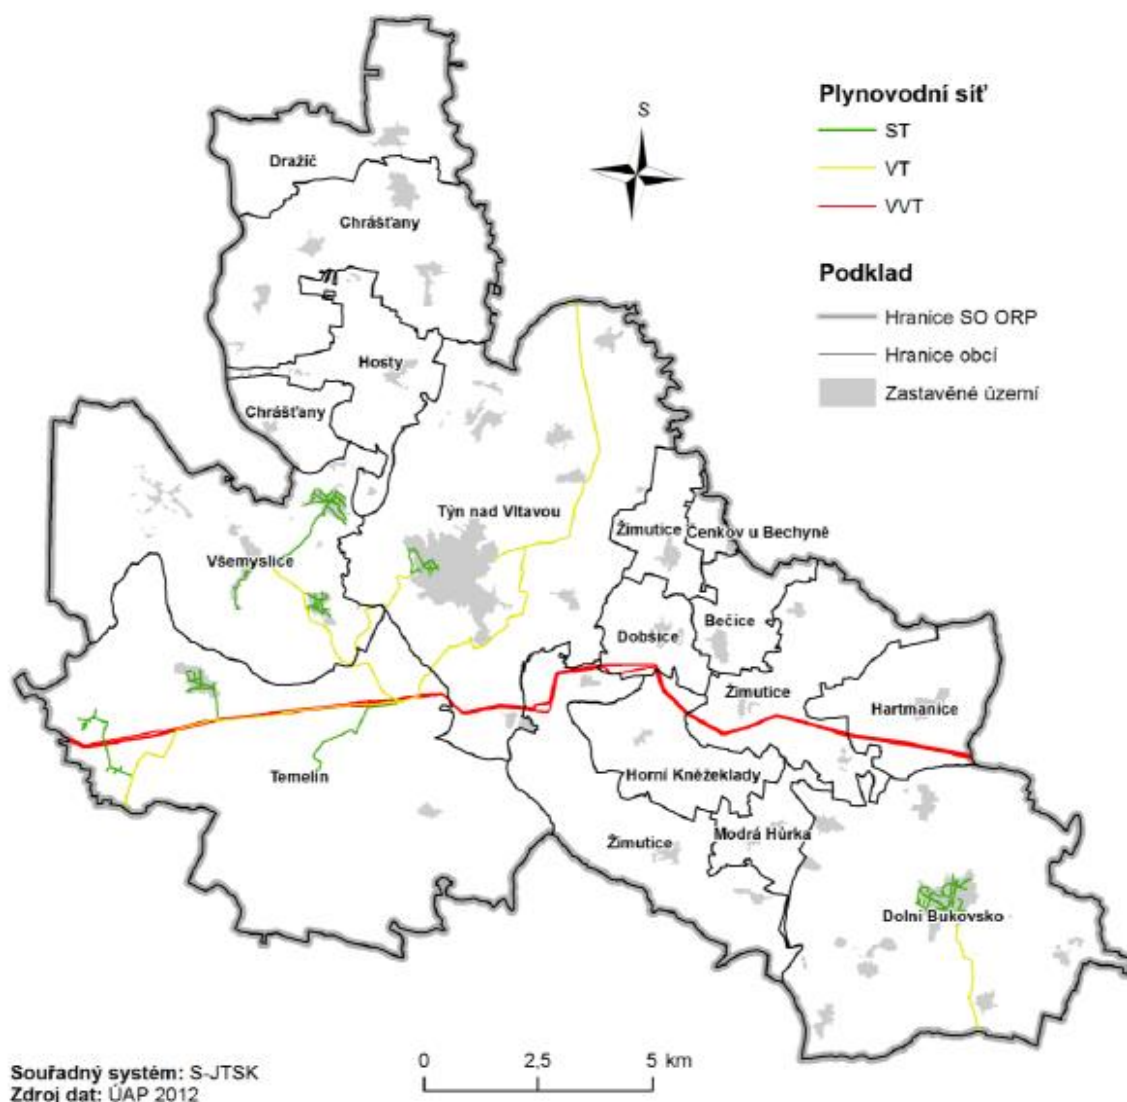 S
Plynovodní síť
ST
VT
VVT
Podklad
Hranice SO ORP
Hranice obcí
Zastavěné území
Dražíč
Chrášťany
Hosty
Chrášťany
Týn nad Vltavou
Všemyslice
Žimutice
Čenkov u Bechyně
Bečice
Dobšice
Žimutice
Hartmanice
Temelín
Horní Kněžeklady
Modrá Hůrka
Žimutice
Dolní Bukovsko
0 2,5 5 km
Souřadný systém: S-JTSK
Zdroj dat: ÚAP 2012